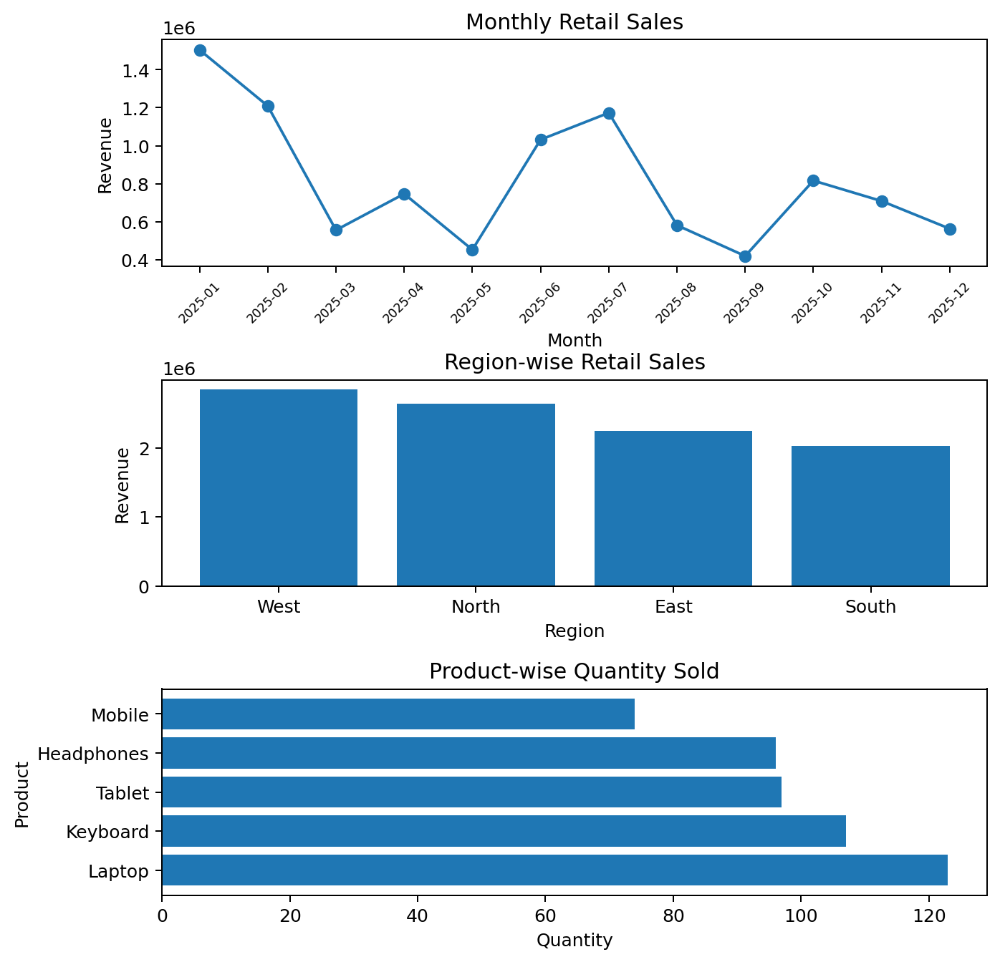 Monthly Retail Sales
1e6
1.4
1.2
1.0
0.8
0.6
0.4
Revenue
2025-01 2025-02 2025-03 2025-04 2025-05 2025-06 2025-07 2025-08 2025-09 2025-10 2025-11 2025-12
Month
Region-wise Retail Sales
1e6
2
1
0
Revenue
West North East South
Region
Product-wise Quantity Sold
Mobile
Headphones
Tablet
Keyboard
Laptop
Product
0 20 40 60 80 100 120
Quantity